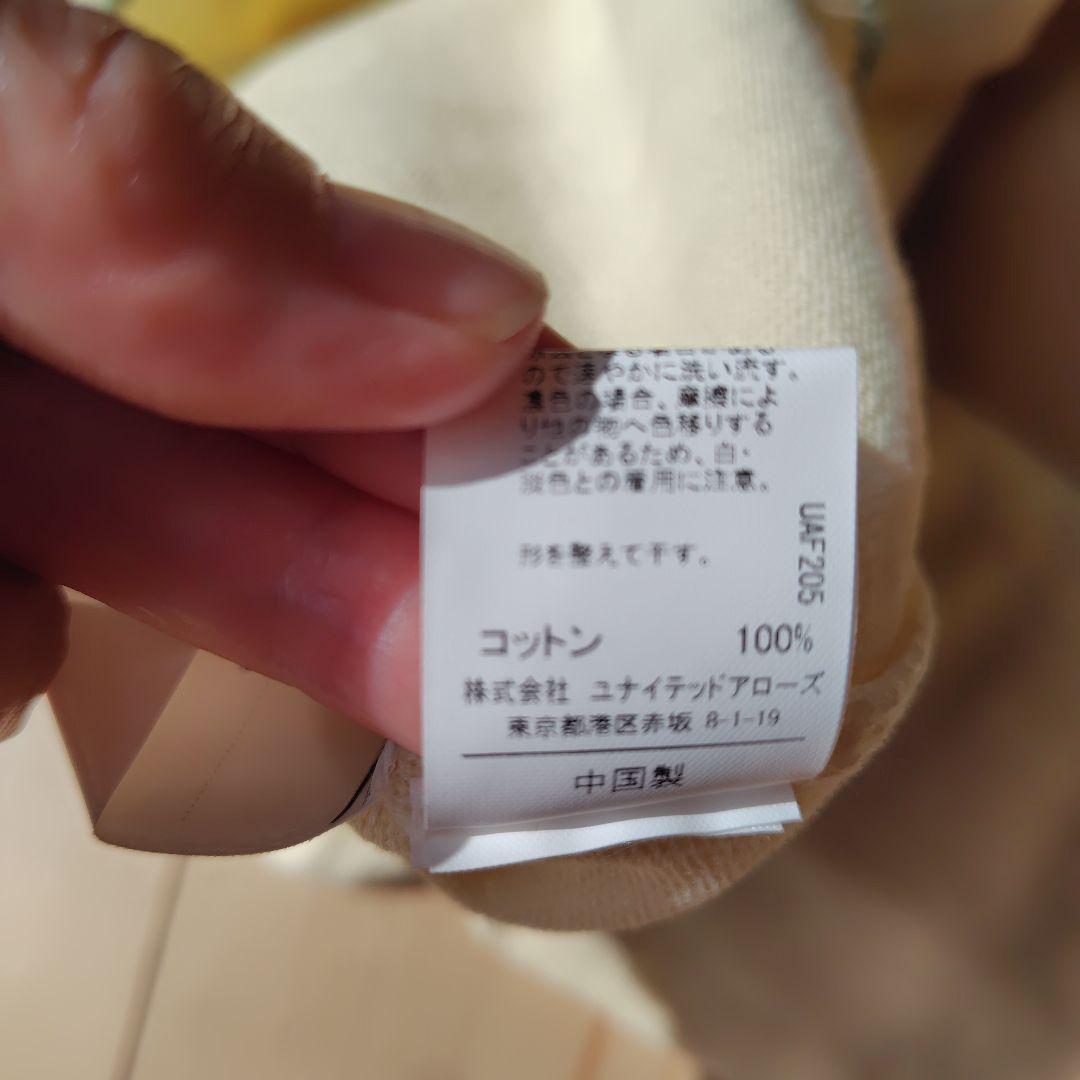 ので速やかに洗い流す。
濃色の場合、摩擦によ
り他の物へ色移りする
ことがあるため、白・
淡色との着用に注意。
形を整えて干す。
UAF205
コットン 100%
株式会社 ユナイテッドアローズ
東京都港区赤坂 8-1-19
中国製